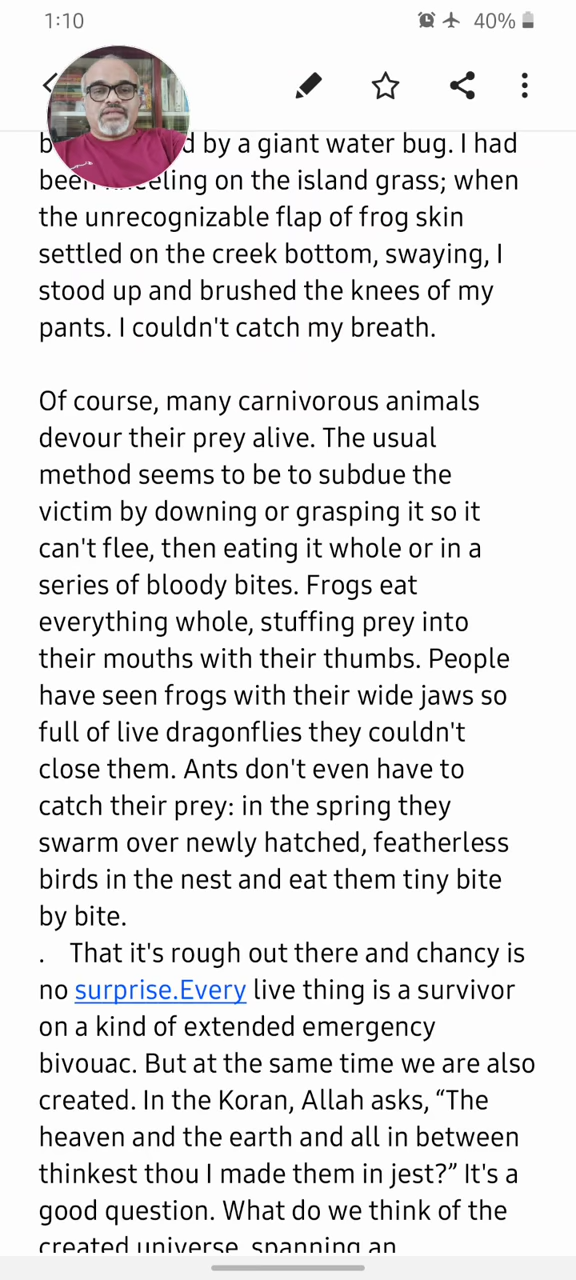 1:10 40%
d by a giant water bug. I had
been kneeling on the island grass; when
the unrecognizable flap of frog skin
settled on the creek bottom, swaying, I
stood up and brushed the knees of my
pants. I couldn't catch my breath.
Of course, many carnivorous animals
devour their prey alive. The usual
method seems to be to subdue the
victim by downing or grasping it so it
can't flee, then eating it whole or in a
series of bloody bites. Frogs eat
everything whole, stuffing prey into
their mouths with their thumbs. People
have seen frogs with their wide jaws so
full of live dragonflies they couldn't
close them. Ants don't even have to
catch their prey: in the spring they
swarm over newly hatched, featherless
birds in the nest and eat them tiny bite
by bite.
. That it's rough out there and chancy is
no surprise.Every live thing is a survivor
on a kind of extended emergency
bivouac. But at the same time we are also
created. In the Koran, Allah asks, “The
heaven and the earth and all in between
thinkest thou I made them in jest?” It's a
good question. What do we think of the
created universe, spanning an